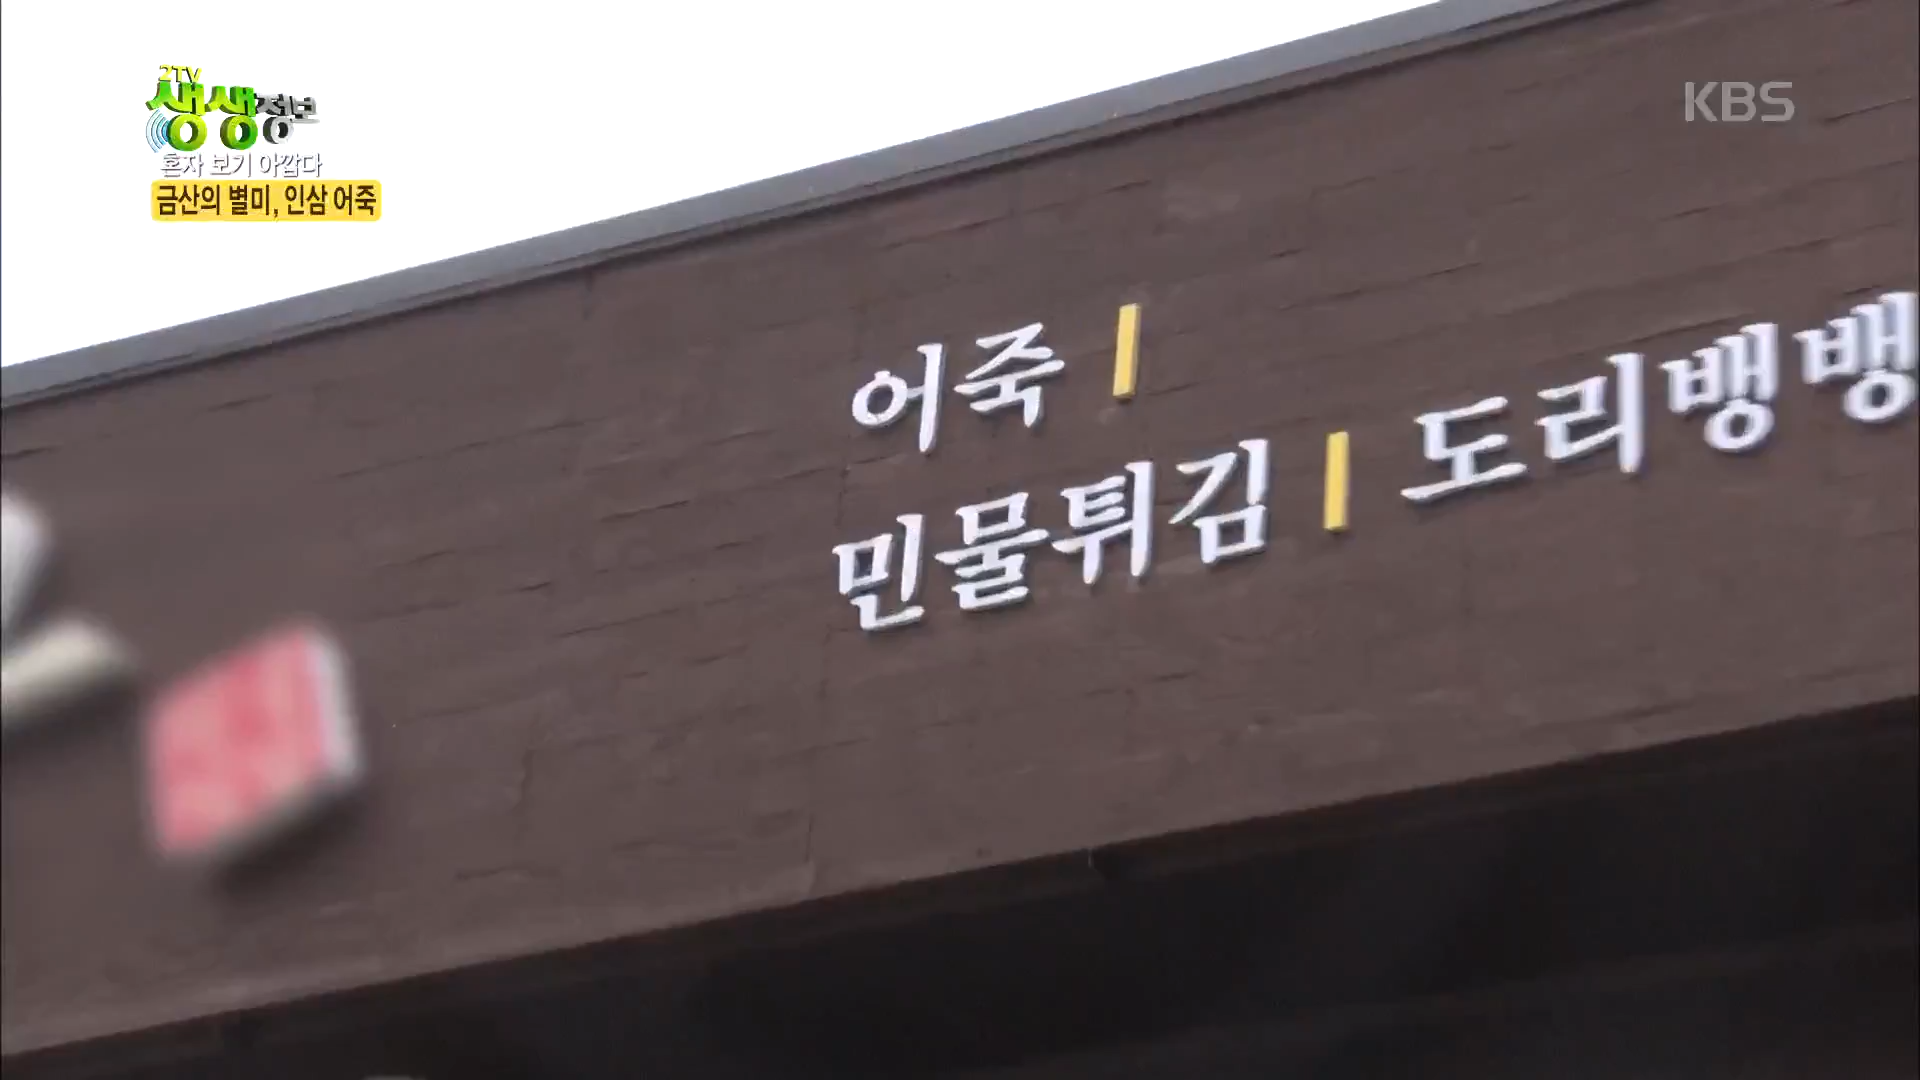 2TV
생생정보
혼자 보기 아깝다
금산의 별미, 인삼 어죽
KBS
어죽 |
민물튀김 | 도리뱅뱅